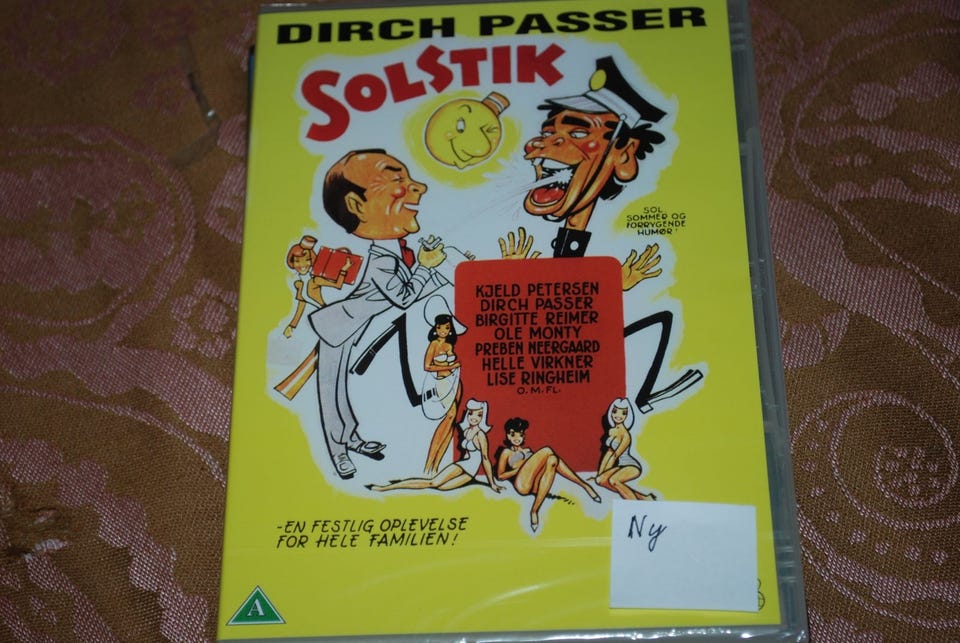 DIRCH PASSER
SOLSTIK
SOL
SOMMER OG
FORRYGENDE
HUMØR!
KJELD PETERSEN
DIRCH PASSER
BIRGITTE REIMER
OLE MONTY
PREBEN NEERGAARD
HELLE VIRKNER
LISE RINGHEIM
O.M.FL.
-EN FESTLIG OPLEVELSE
FOR HELE FAMILIEN!
Ny
A